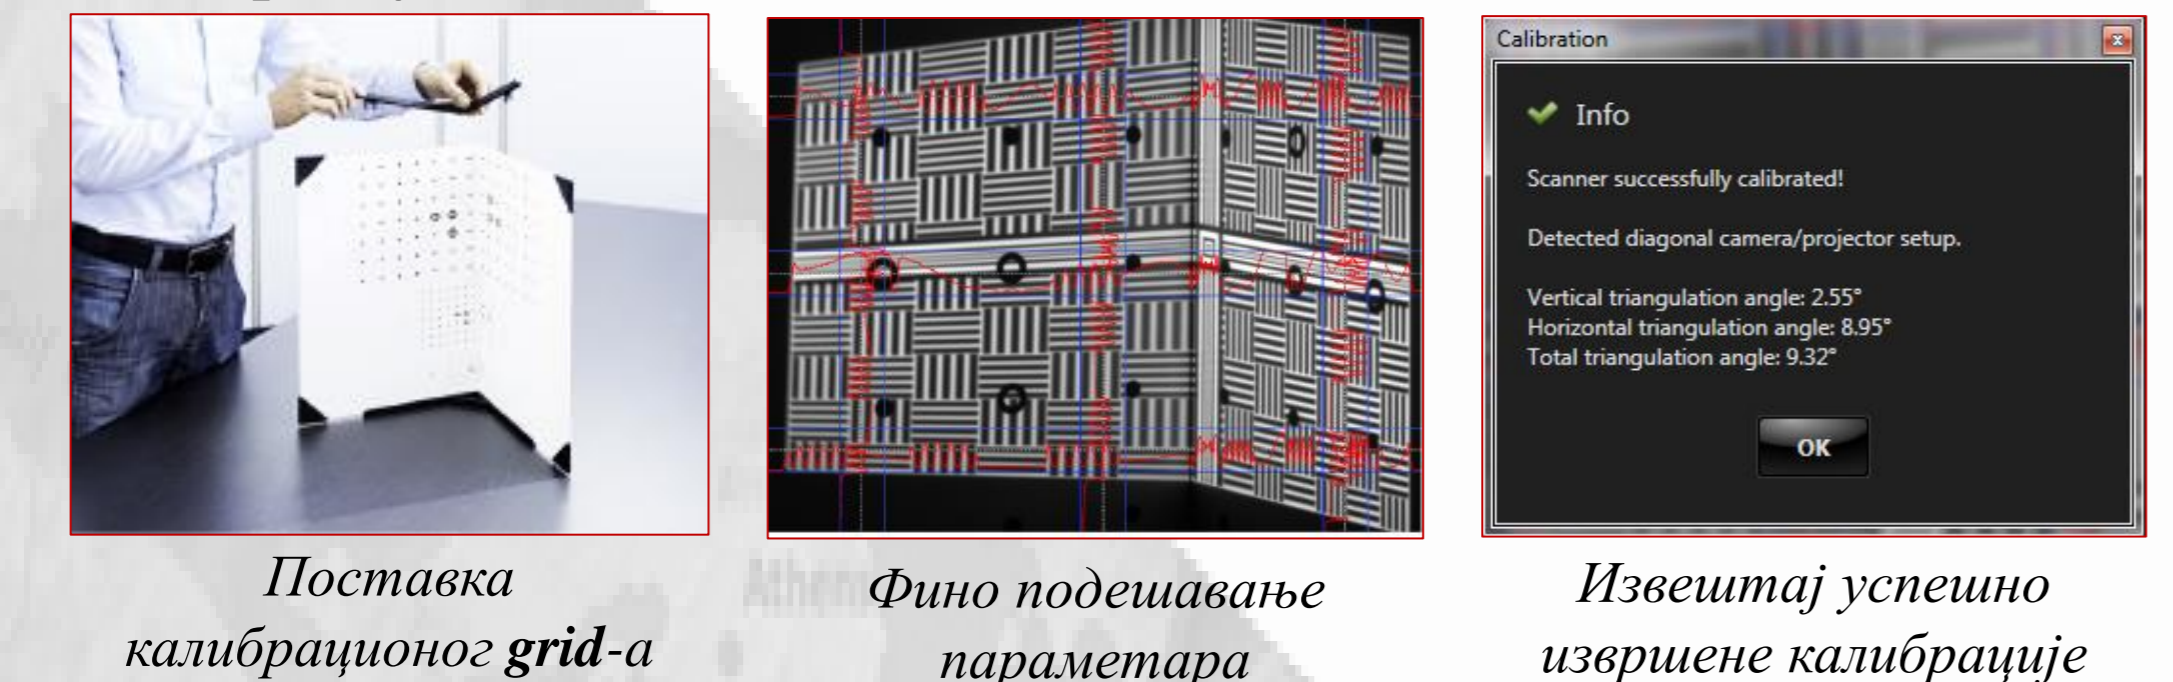 Calibration
Info
Scanner successfully calibrated!
Detected diagonal camera/projector setup.
Vertical triangulation angle: 2.55°
Horizontal triangulation angle: 8.95°
Total triangulation angle: 9.32°
OK
Поставка
калибрационог grid-а
Фино подешавање
параметара
Извештај успешно
извршене калибрације